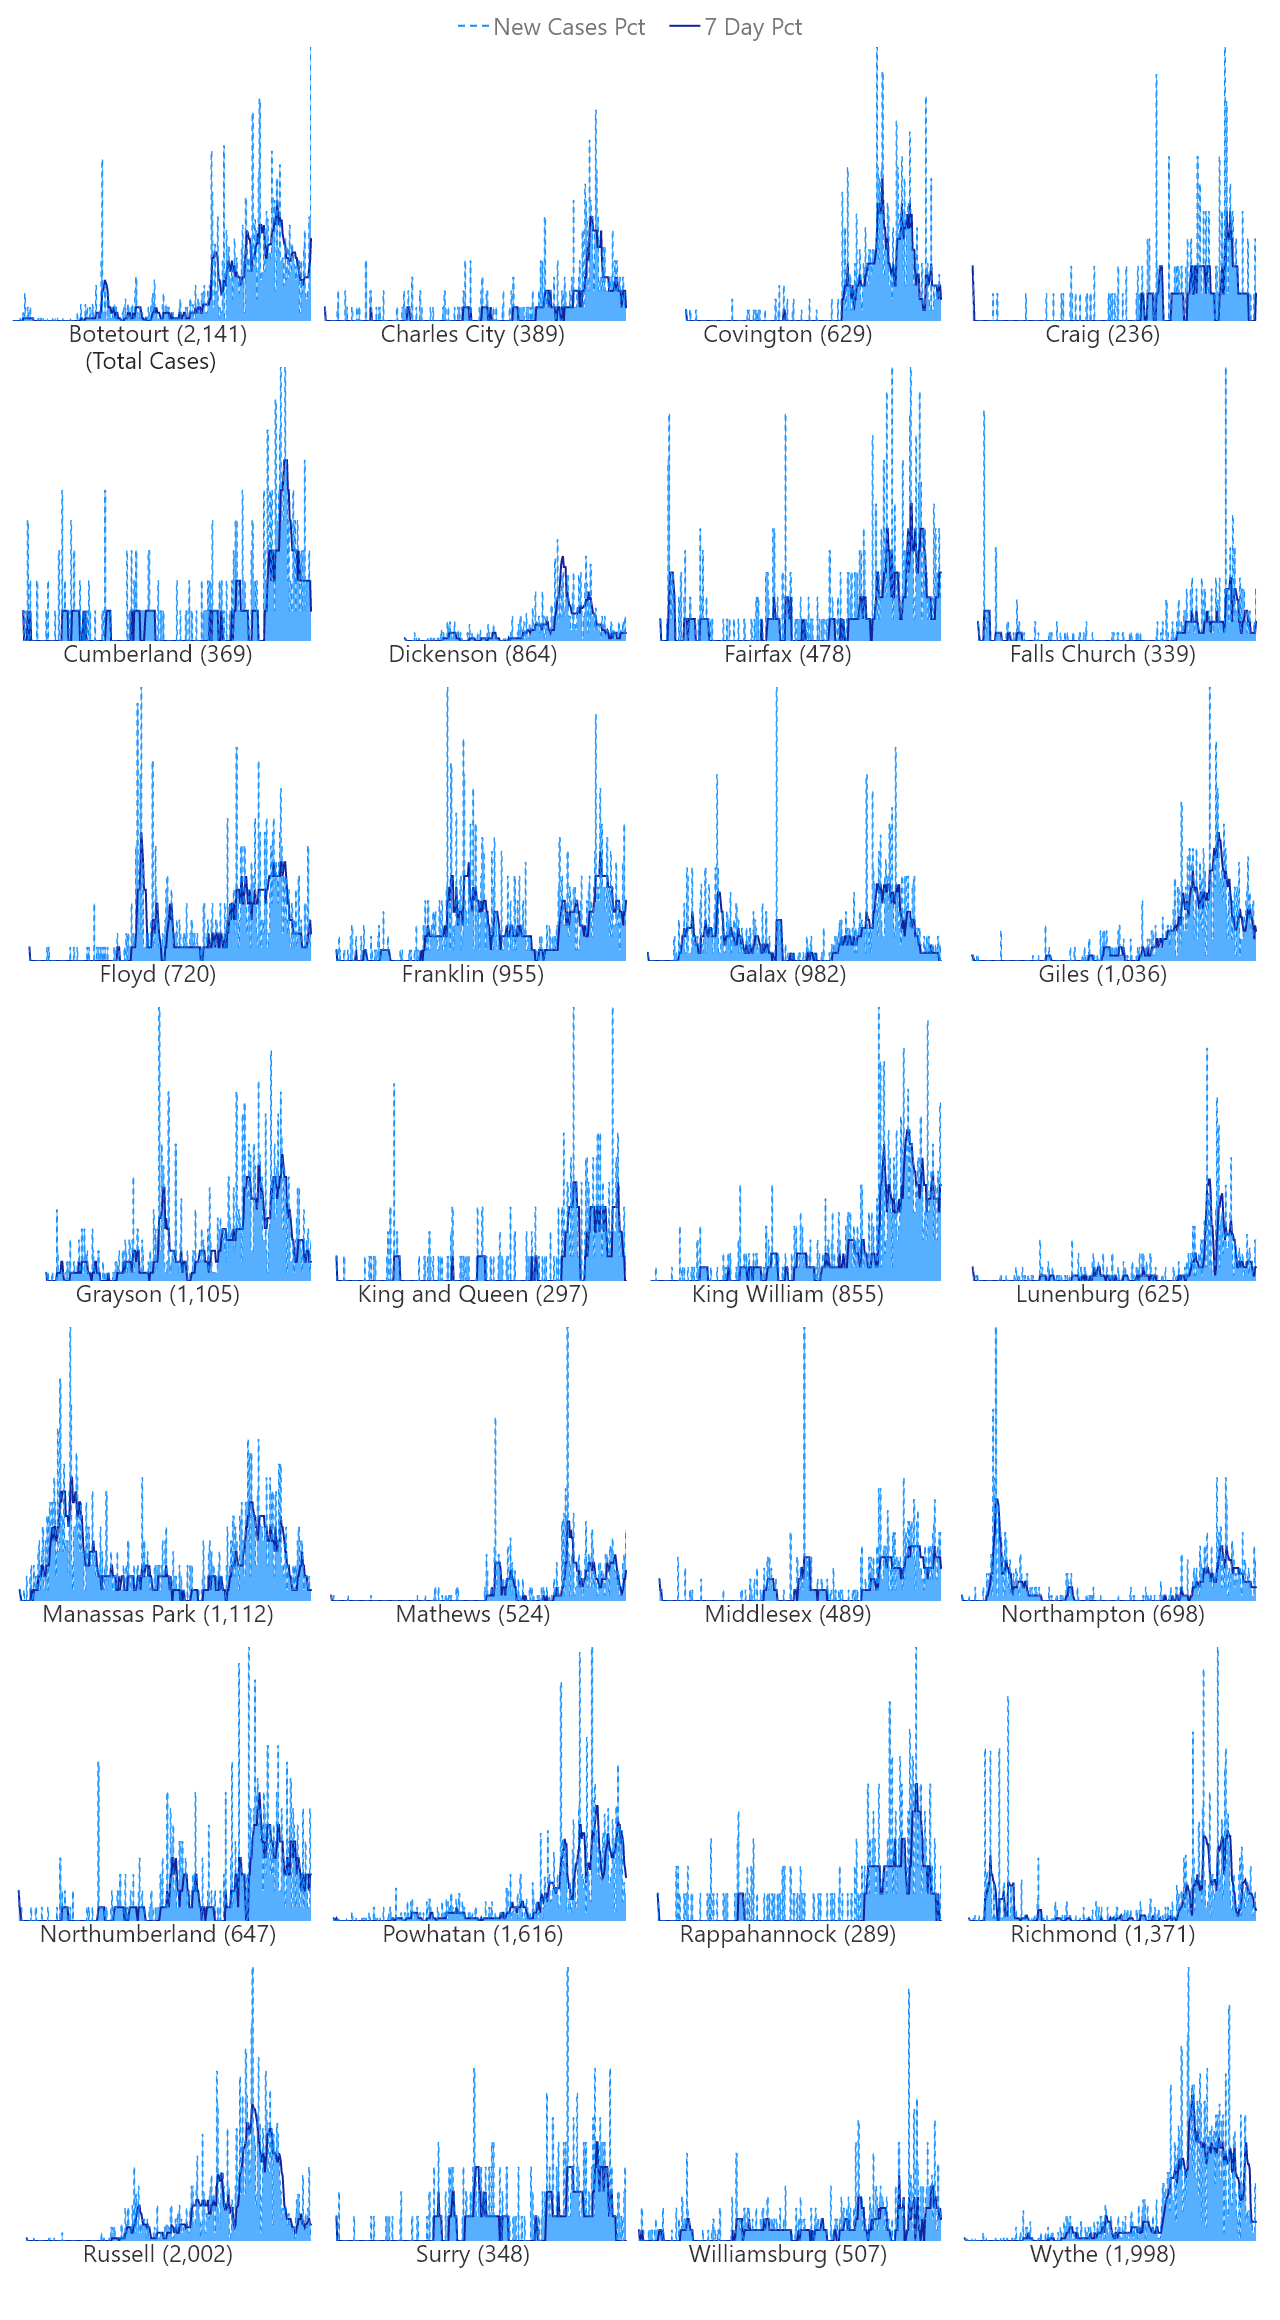 New Cases Pct 7 Day Pct
Botetourt (2,141) Charles City (389) Covington (629) Craig (236)
(Total Cases)
Cumberland (369) Dickenson (864) Fairfax (478) Falls Church (339)
Floyd (720) Franklin (955) Galax (982) Giles (1,036)
Grayson (1,105) King and Queen (297) King William (855) Lunenburg (625)
Manassas Park (1,112) Mathews (524) Middlesex (489) Northampton (698)
Northumberland (647) Powhatan (1,616) Rappahannock (289) Richmond (1,371)
Russell (2,002) Surry (348) Williamsburg (507) Wythe (1,998)